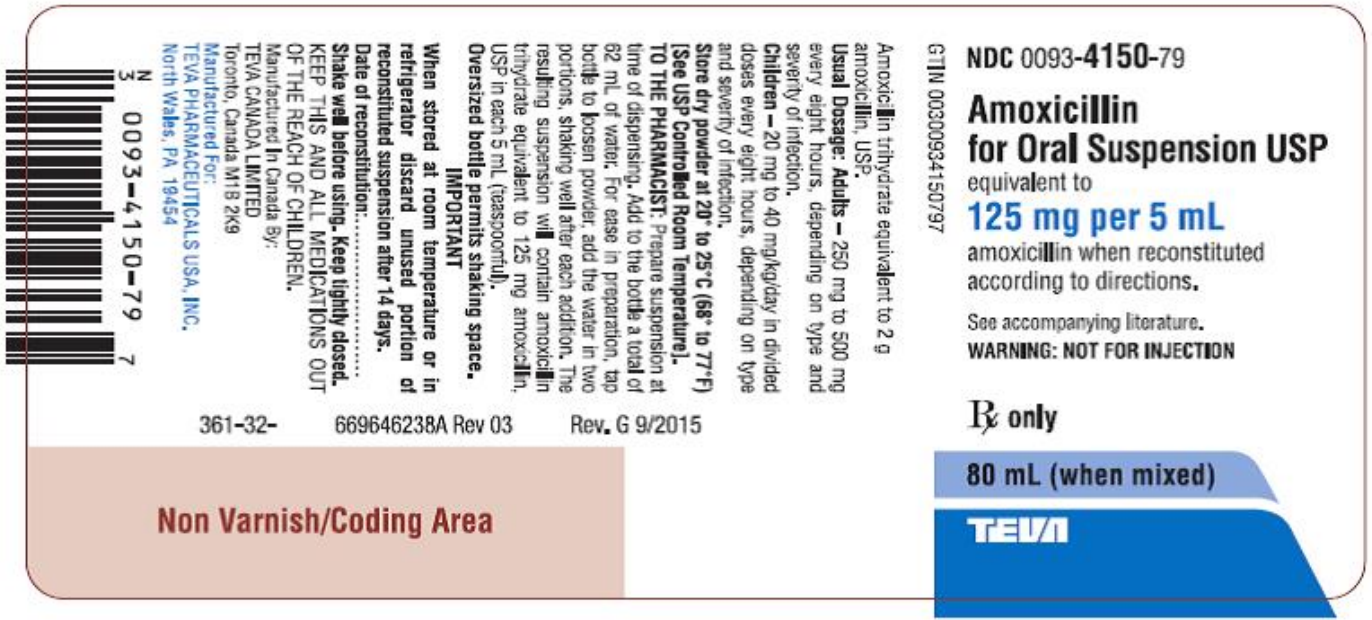 NDC 0093-4150-79
Amoxicillin
for Oral Suspension USP
equivalent to
125 mg per 5 mL
amoxicillin when reconstituted
according to directions.
See accompanying literature.
WARNING: NOT FOR INJECTION
Rx only
80 mL (when mixed)
TEVA
GTIN 00300934150797
Amoxicillin trihydrate equivalent to 2 g
amoxicillin, USP.
Usual Dosage: Adults – 250 mg to 500 mg
every eight hours, depending on type and
severity of infection.
Children – 20 mg to 40 mg/kg/day in divided
doses every eight hours, depending on type
and severity of infection.
Store dry powder at 20° to 25°C (68° to 77°F)
[See USP Controlled Room Temperature].
TO THE PHARMACIST: Prepare suspension at
time of dispensing. Add to the bottle a total of
62 mL of water. For ease in preparation, tap
bottle to loosen powder, add the water in two
portions, shaking well after each addition. The
resulting suspension will contain amoxicillin
trihydrate equivalent to 125 mg amoxicillin,
USP in each 5 mL (teaspoonful).
Oversized bottle permits shaking space.
IMPORTANT
When stored at room temperature or in
refrigerator discard unused portion of
reconstituted suspension after 14 days.
Date of reconstitution:....................
Shake well before using. Keep tightly closed.
KEEP THIS AND ALL MEDICATIONS OUT
OF THE REACH OF CHILDREN.
Manufactured In Canada By:
TEVA CANADA LIMITED
Toronto, Canada M1B 2K9
Manufactured For:
TEVA PHARMACEUTICALS USA, INC.
North Wales, PA 19454
N
3 0093-4150-79 7
361-32- 669646238A Rev 03 Rev. G 9/2015
Non Varnish/Coding Area